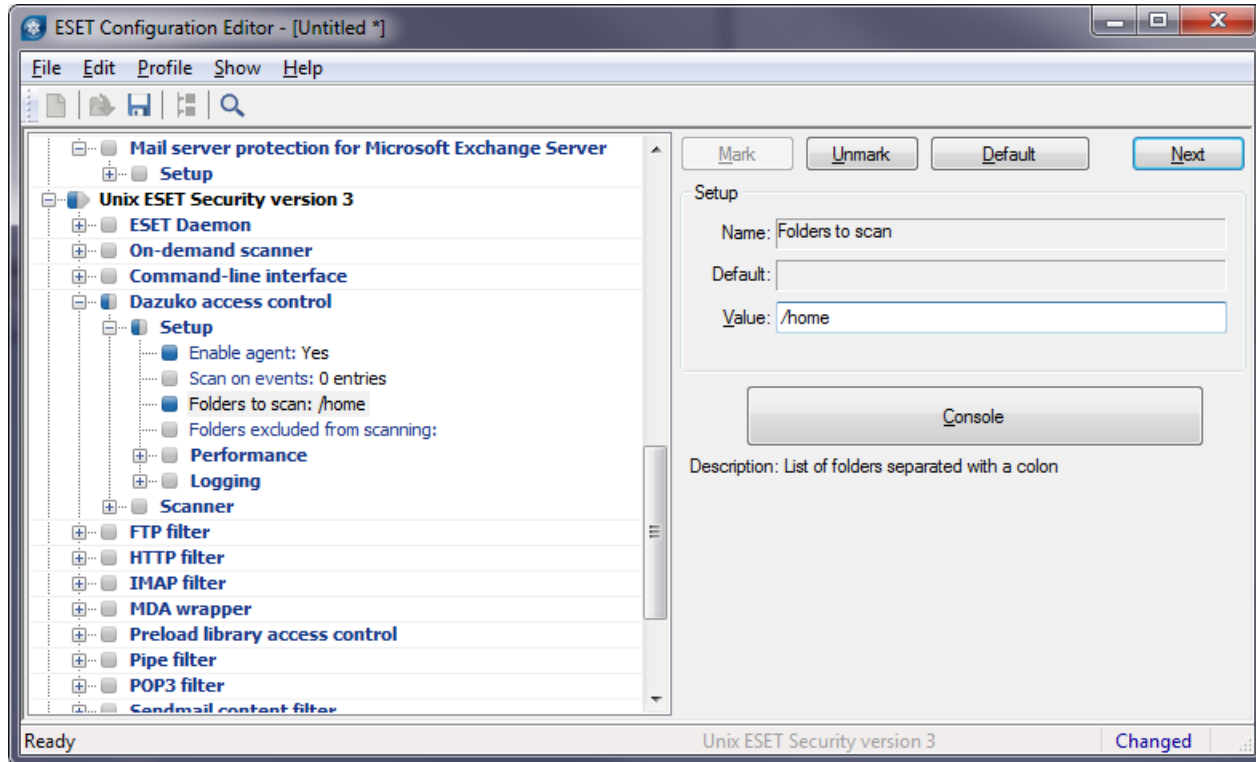 ESET Configuration Editor - [Untitled *]
File Edit Profile Show Help
Mail server protection for Microsoft Exchange Server
Setup
Unix ESET Security version 3
ESET Daemon
On-demand scanner
Command-line interface
Dazuko access control
Setup
Enable agent: Yes
Scan on events: 0 entries
Folders to scan: /home
Folders excluded from scanning:
Performance
Logging
Scanner
FTP filter
HTTP filter
IMAP filter
MDA wrapper
Preload library access control
Pipe filter
POP3 filter
Sendmail content filter
Mark Unmark Default Next
Setup
Name: Folders to scan
Default:
Value: /home
Console
Description: List of folders separated with a colon
Ready Unix ESET Security version 3 Changed